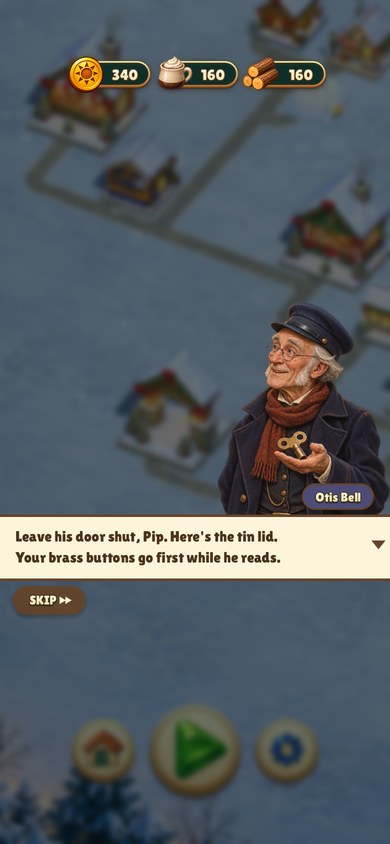 340 160 160
Otis Bell
Leave his door shut, Pip. Here's the tin lid.
Your brass buttons go first while he reads.
SKIP